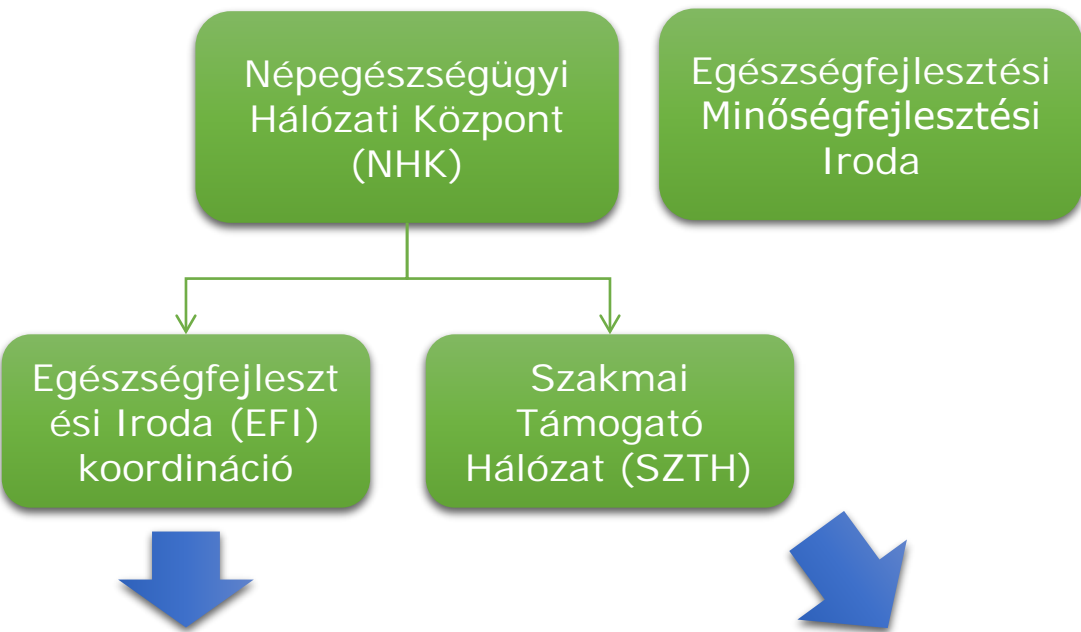 Népegészségügyi
Hálózati Központ
(NHK)
Egészségfejlesztési
Minőségfejlesztési
Iroda
Egészségfejleszt
ési Iroda (EFI)
koordináció
Szakmai
Támogató
Hálózat (SZTH)